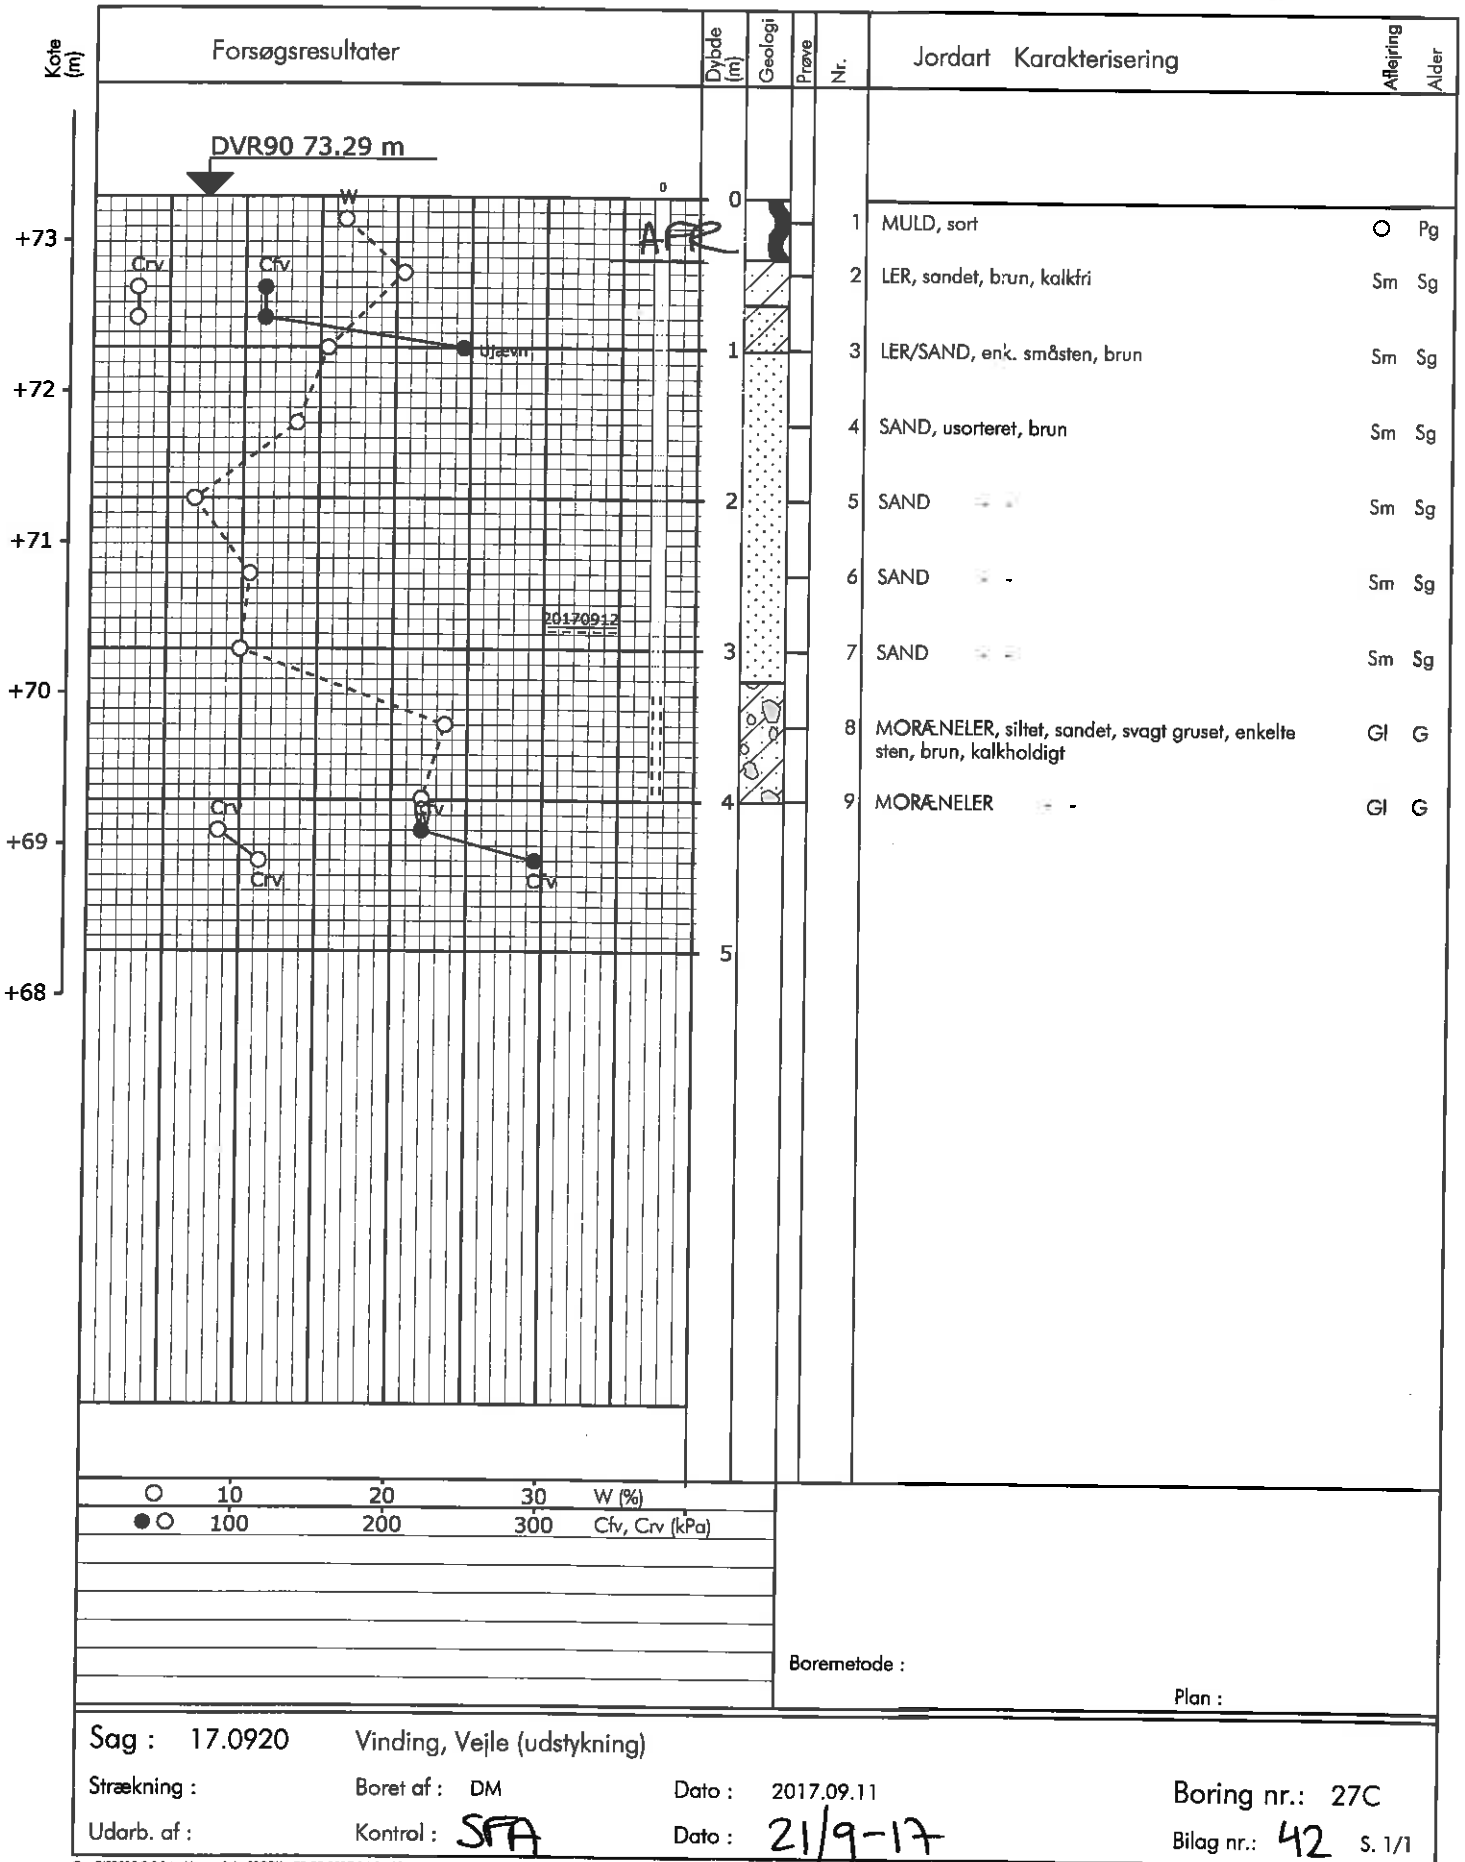 Kote (m)
Forsøgsresultater
Dybde (m)
Geologi
Prøve
Nr.
Jordart Karakterisering
Aflejring
Alder
DVR90 73.29 m
W
0
0
AFR
+73
1 MULD, sort O Pg
Crv Cfv
2 LER, sandet, brun, kalkfri Sm Sg
Ujævn
1
3 LER/SAND, enk. småsten, brun Sm Sg
+72
4 SAND, usorteret, brun Sm Sg
2
5 SAND - - Sm Sg
+71
6 SAND - - Sm Sg
20170912
3
7 SAND - - Sm Sg
+70
8 MORÆNELER, siltet, sandet, svagt gruset, enkelte Gl G
sten, brun, kalkholdigt
4
9 MORÆNELER - - Gl G
Crv
+69
Crv Crv
5
+68
10 20 30 W (%)
100 200 300 Cfv, Crv (kPa)
Boremetode :
Plan :
Sag : 17.0920 Vinding, Vejle (udstykning)
Strækning : Boret af : DM Dato : 2017.09.11 Boring nr.: 27C
Udarb. af : Kontrol : SFA Dato : 21/9-17 Bilag nr.: 42 S. 1/1